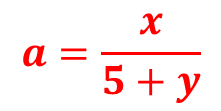 a = x / (5 + y)